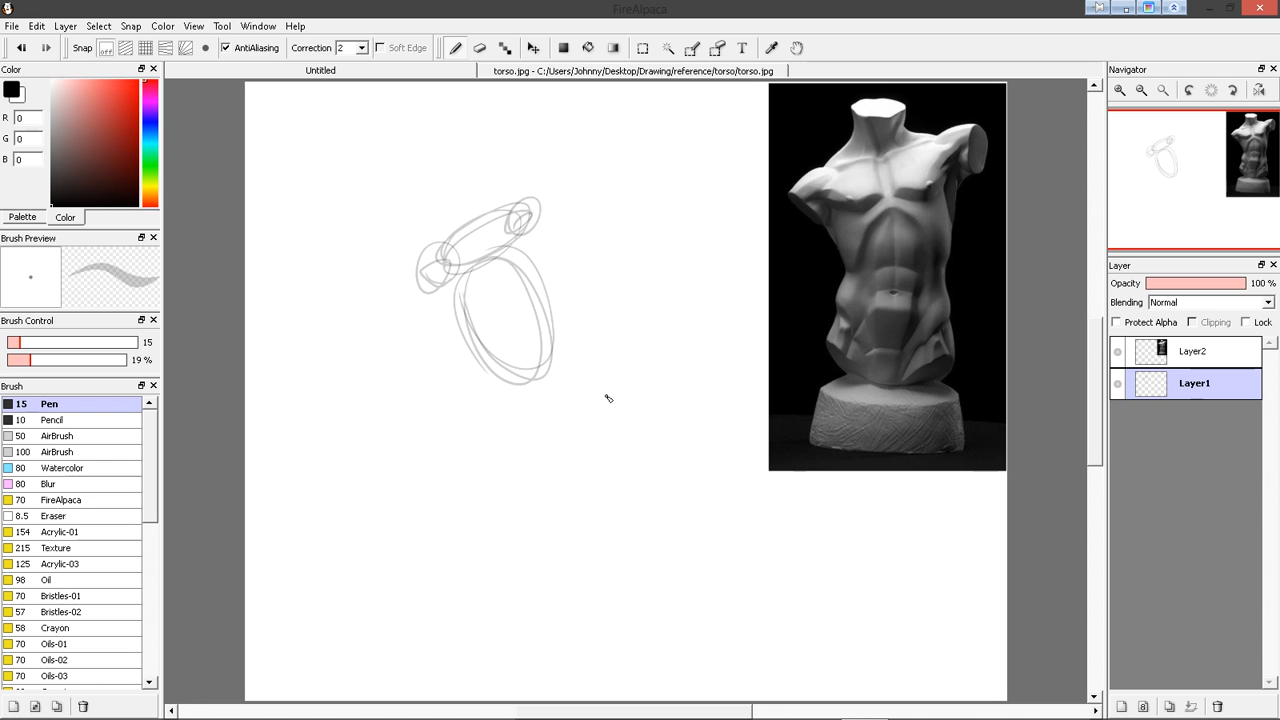 FireAlpaca
File Edit Layer Select Snap Color View Tool Window Help
Snap off AntiAliasing Correction 2 Soft Edge T
Color
Untitled
torso.jpg - C:/Users/Johnny/Desktop/Drawing/reference/torso/torso.jpg
Navigator
R 0
G 0
B 0
Palette Color
Brush Preview
Brush Control
15
19 %
Brush
15 Pen
10 Pencil
50 AirBrush
100 AirBrush
80 Watercolor
80 Blur
70 FireAlpaca
8.5 Eraser
154 Acrylic-01
215 Texture
125 Acrylic-03
98 Oil
70 Bristles-01
57 Bristles-02
58 Crayon
70 Oils-01
70 Oils-02
70 Oils-03
Layer
Opacity 100 %
Blending Normal
Protect Alpha Clipping Lock
Layer2
Layer1